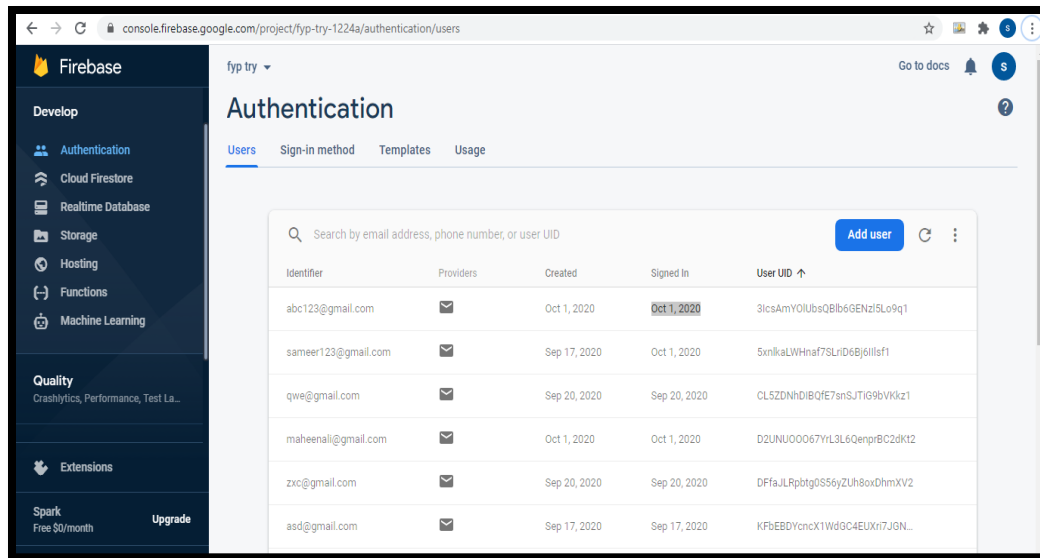 console.firebase.google.com/project/fyp-try-1224a/authentication/users
S
Firebase
fyp try
Go to docs
S
Develop
Authentication
Authentication
Cloud Firestore
Realtime Database
Storage
Hosting
Functions
Machine Learning
Quality
Crashlytics, Performance, Test La...
Extensions
Spark
Free $0/month
Upgrade
Users Sign-in method Templates Usage
Search by email address, phone number, or user UID
Add user
Identifier Providers Created Signed In User UID
abc123@gmail.com Oct 1, 2020 Oct 1, 2020
sameer123@gmail.com Sep 17, 2020 Oct 1, 2020
qwe@gmail.com Sep 20, 2020 Sep 20, 2020 CL5ZDNhDIBQfE7snSJTiG9bVKkz1
maheenali@gmail.com Oct 1, 2020 Oct 1, 2020
zxc@gmail.com Sep 20, 2020 Sep 20, 2020 DFfaJLRpbtg0S56yZUh8oxDhmXV2
asd@gmail.com Sep 17, 2020 Sep 17, 2020 KFbEBDYcncX1WdGC4EUXri7JGN...